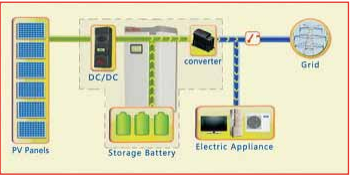 DC/DC
converter
Grid
PV Panels
Storage Battery
Electric Appliance